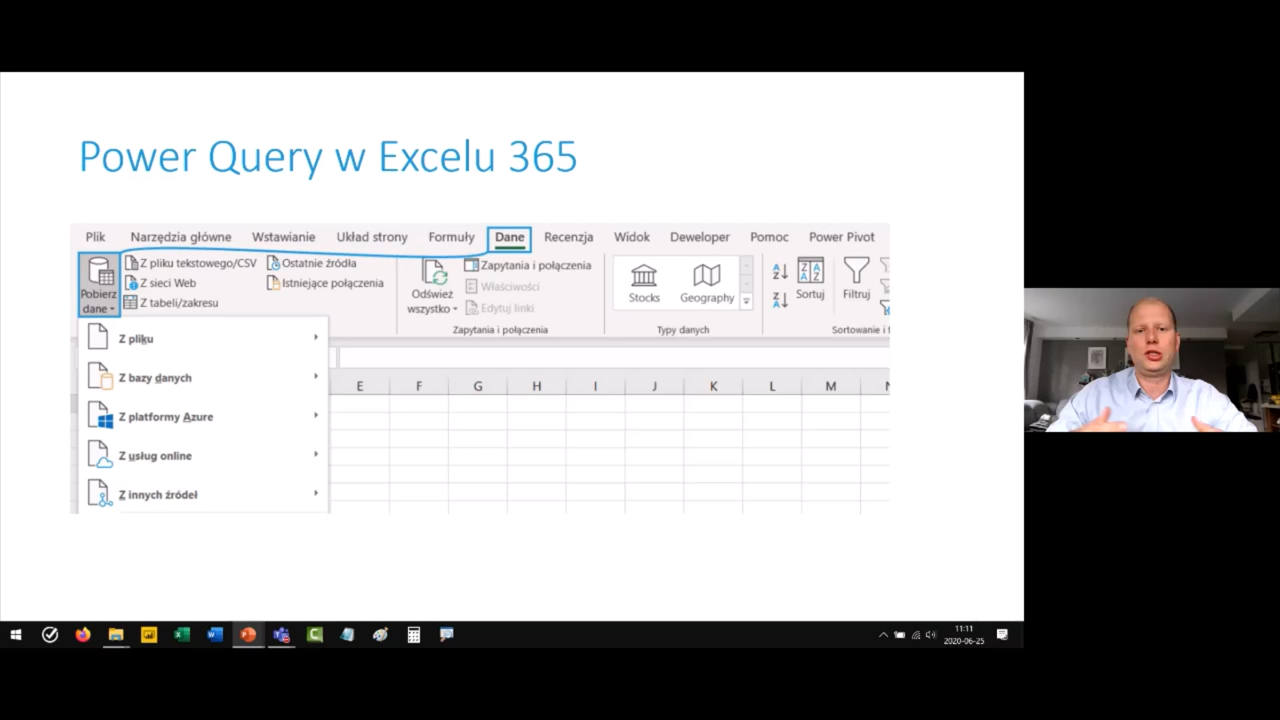 Power Query w Excelu 365
Plik Narzędzia główne Wstawianie Układ strony Formuły Dane Recenzja Widok Deweloper Pomoc Power Pivot
Pobierz dane
Z pliku tekstowego/CSV
Z sieci Web
Z tabeli/zakresu
Ostatnie źródła
Istniejące połączenia
Odśwież wszystko
Zapytania i połączenia
Właściwości
Edytuj linki
Zapytania i połączenia
Stocks
Geography
Typy danych
Sortuj
Filtruj
Sortowanie i f
Z pliku
Z bazy danych
Z platformy Azure
Z usług online
Z innych źródeł
E F G H I J K L M N
11:11
2020-06-25